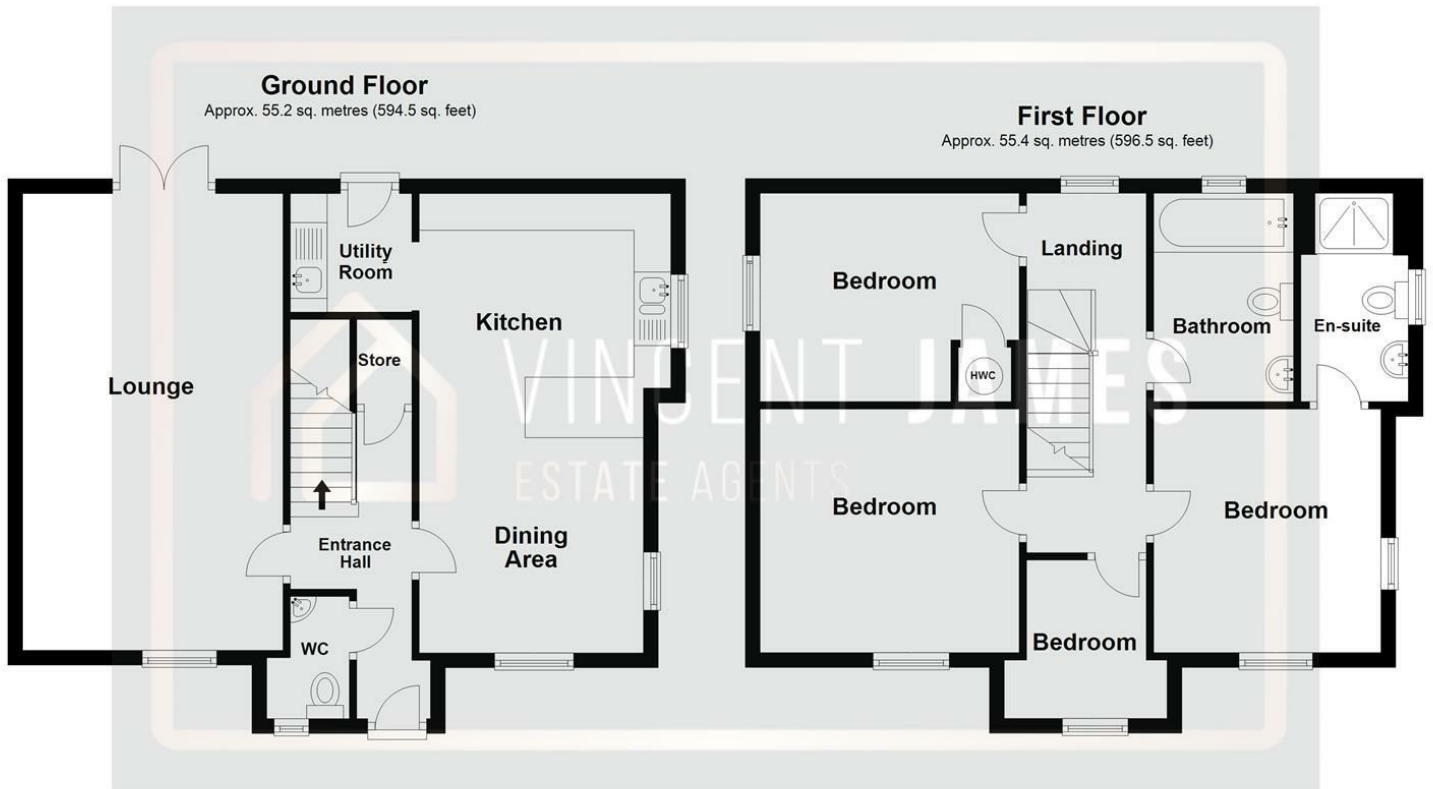 Ground Floor
Approx. 55.2 sq. metres (594.5 sq. feet)
Lounge
Utility
Room
Kitchen
Store
Entrance
Hall
Dining
Area
WC
First Floor
Approx. 55.4 sq. metres (596.5 sq. feet)
Bedroom
Landing
Bathroom
En-suite
HWC
Bedroom
Bedroom
Bedroom
VINCENT JAMES
ESTATE AGENTS